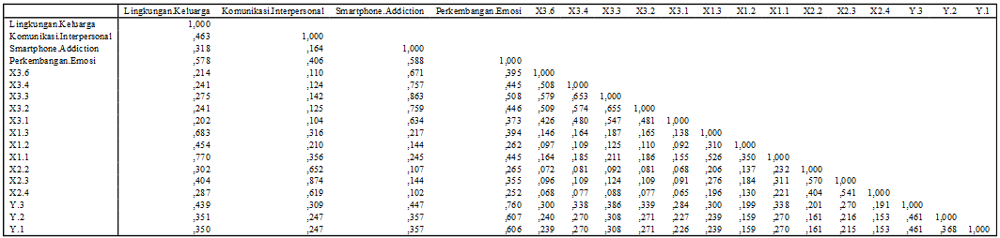 Lingkungan.Keluarga Komunikasi.Interpersonal Smartphone.Addiction Perkembangan.Emosi X3.6 X3.4 X3.3 X3.2 X3.1 X1.3 X1.2 X1.1 X2.2 X2.3 X2.4 Y.3 Y.2 Y.1
Lingkungan.Keluarga 1,000
Komunikasi.Interpersonal ,463 1,000
Smartphone.Addiction ,318 ,164 1,000
Perkembangan.Emosi ,578 ,406 ,588 1,000
X3.6 ,214 ,110 ,671 ,395 1,000
X3.4 ,241 ,124 ,757 ,445 ,508 1,000
X3.3 ,275 ,142 ,863 ,508 ,579 ,653 1,000
X3.2 ,241 ,125 ,759 ,446 ,509 ,574 ,655 1,000
X3.1 ,202 ,104 ,634 ,373 ,426 ,480 ,547 ,481 1,000
X1.3 ,683 ,316 ,217 ,394 ,146 ,164 ,187 ,165 ,138 1,000
X1.2 ,454 ,210 ,144 ,262 ,097 ,109 ,125 ,110 ,092 ,310 1,000
X1.1 ,770 ,356 ,245 ,445 ,164 ,185 ,211 ,186 ,155 ,526 ,350 1,000
X2.2 ,302 ,652 ,107 ,265 ,072 ,081 ,092 ,081 ,068 ,206 ,137 ,232 1,000
X2.3 ,404 ,874 ,144 ,355 ,096 ,109 ,124 ,109 ,091 ,276 ,184 ,311 ,570 1,000
X2.4 ,287 ,619 ,102 ,252 ,068 ,077 ,088 ,077 ,065 ,196 ,130 ,221 ,404 ,541 1,000
Y.3 ,439 ,309 ,447 ,760 ,300 ,338 ,386 ,339 ,284 ,300 ,199 ,338 ,201 ,270 ,191 1,000
Y.2 ,351 ,247 ,357 ,607 ,240 ,270 ,308 ,271 ,227 ,239 ,159 ,270 ,161 ,216 ,153 ,461 1,000
Y.1 ,350 ,247 ,357 ,606 ,239 ,270 ,308 ,271 ,226 ,239 ,159 ,270 ,161 ,215 ,153 ,461 ,368 1,000